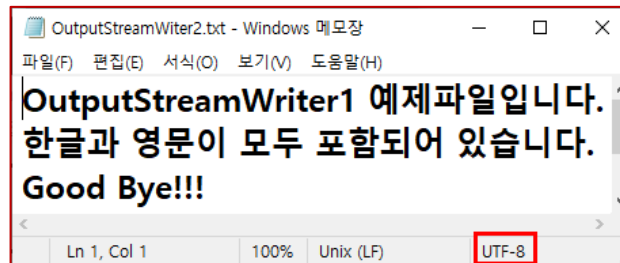 OutputStreamWiter2.txt - Windows 메모장
파일(F) 편집(E) 서식(O) 보기(V) 도움말(H)
OutputStreamWriter1 예제파일입니다.
한글과 영문이 모두 포함되어 있습니다.
Good Bye!!!
Ln 1, Col 1 100% Unix (LF) UTF-8